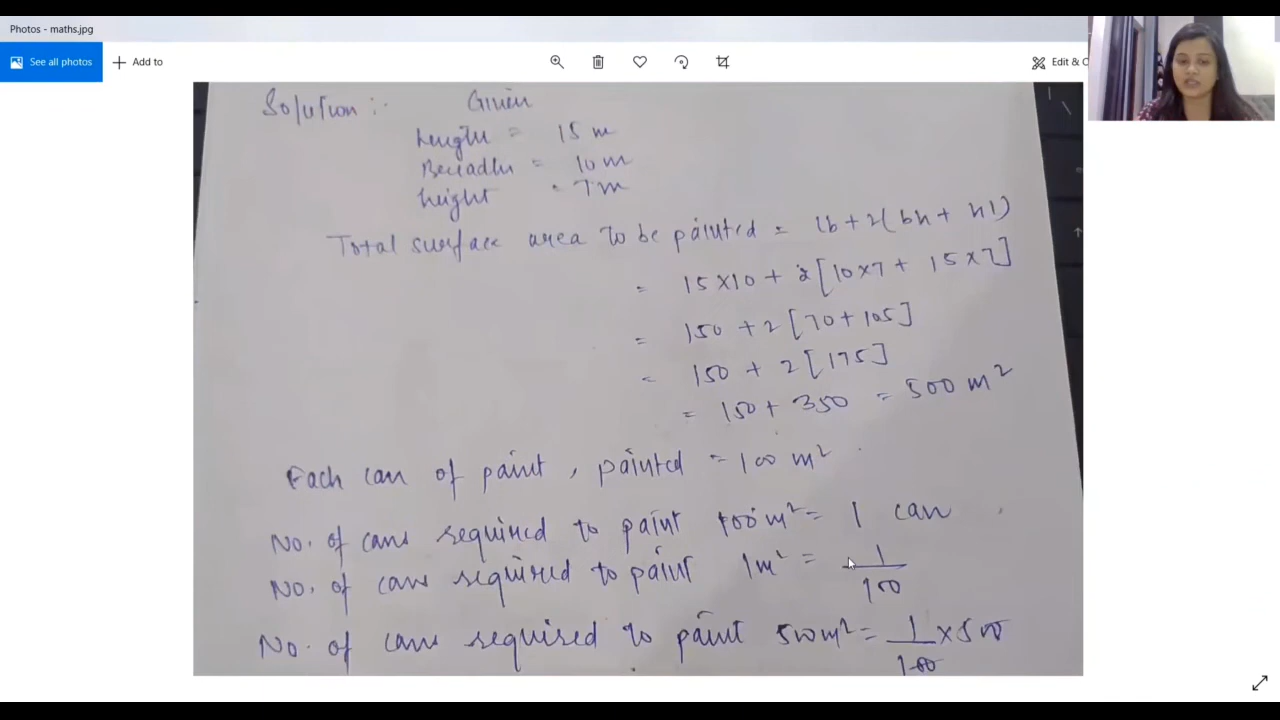 Photos - maths.jpg
See all photos
Add to
Edit & C
Solution :- Given
Length = 15 m
Breadth = 10 m
height = 7 m
Total surface area to be painted = lb + 2(bh + hl)
= 15 × 10 + 2 [10 × 7 + 15 × 7]
= 150 + 2 [70 + 105]
= 150 + 2 [175]
= 150 + 350 = 500 m²
Each can of paint, painted = 100 m²
No. of cans required to paint 100 m² = 1 can
No. of cans required to paint 1 m² = 1/100
No. of cans required to paint 500 m² = 1/100 × 500